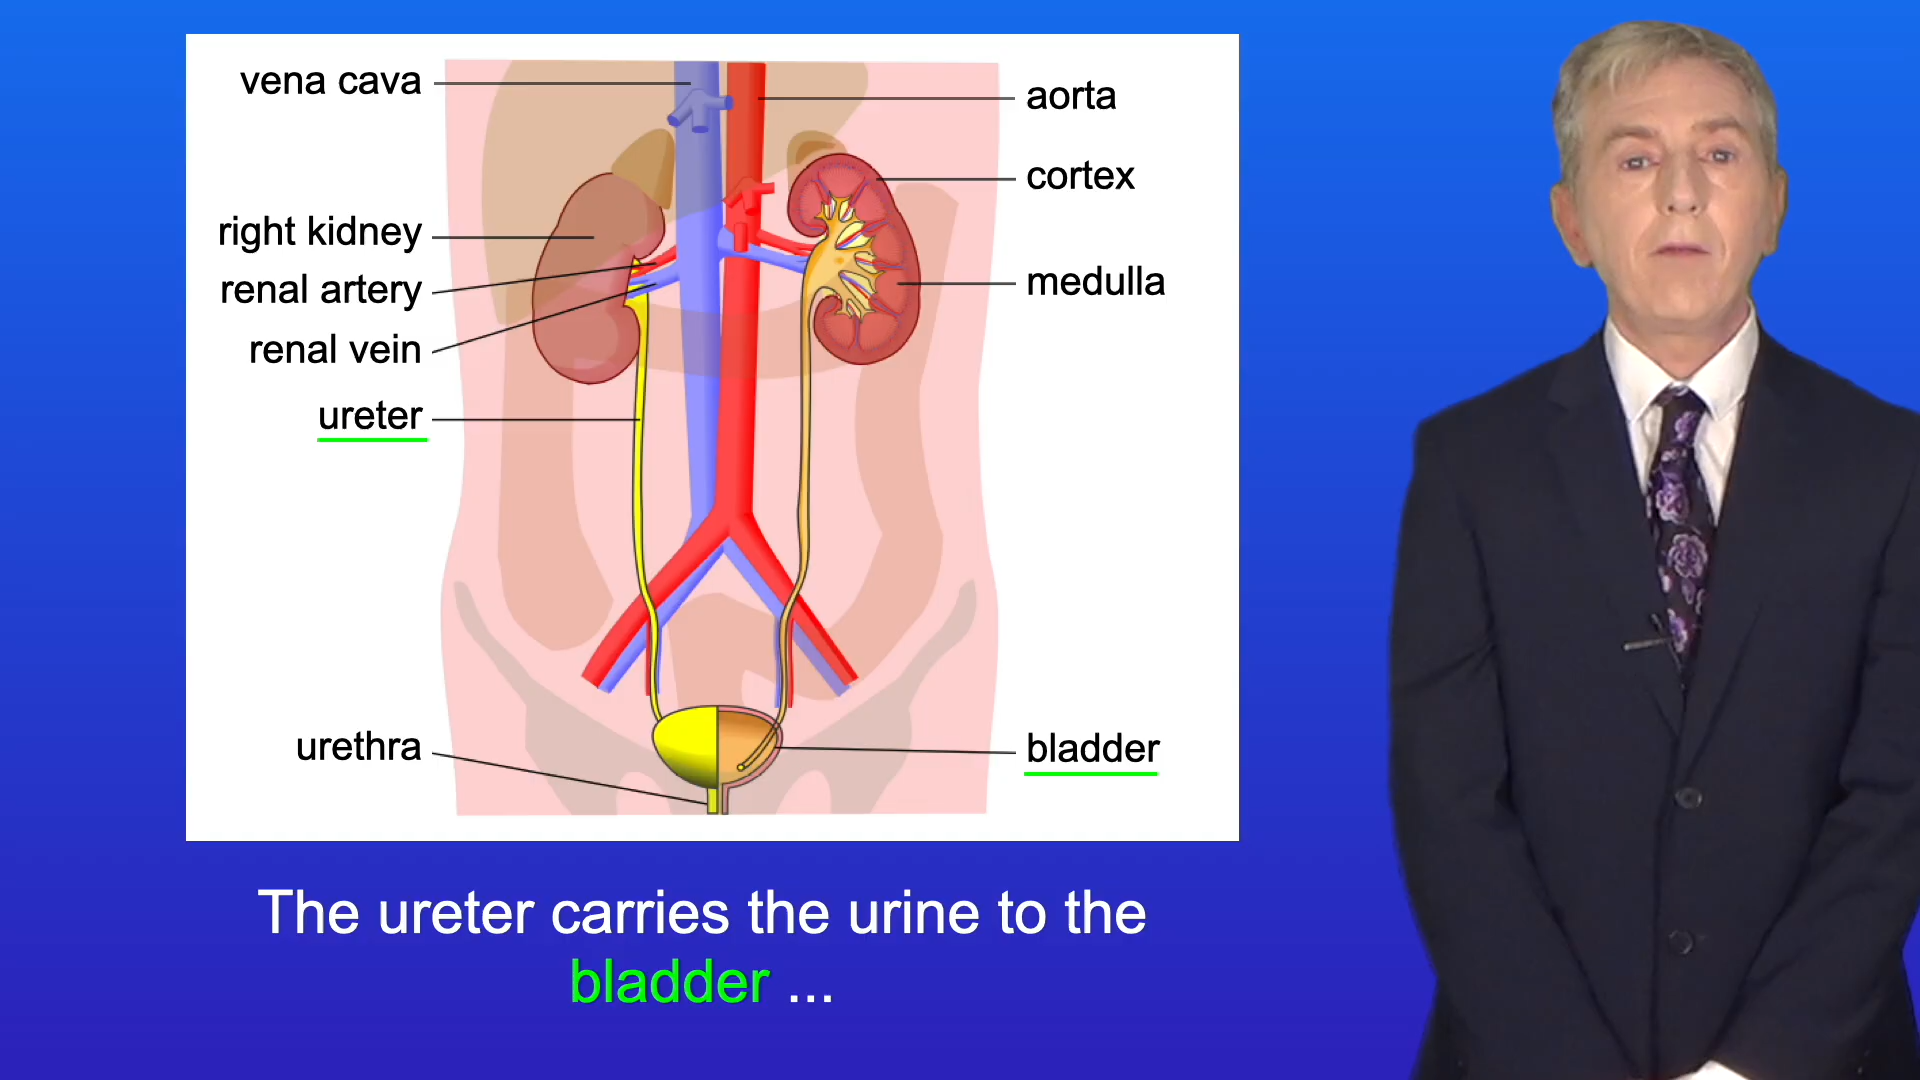 vena cava
aorta
cortex
right kidney
renal artery
medulla
renal vein
ureter
urethra
bladder
The ureter carries the urine to the
bladder ...